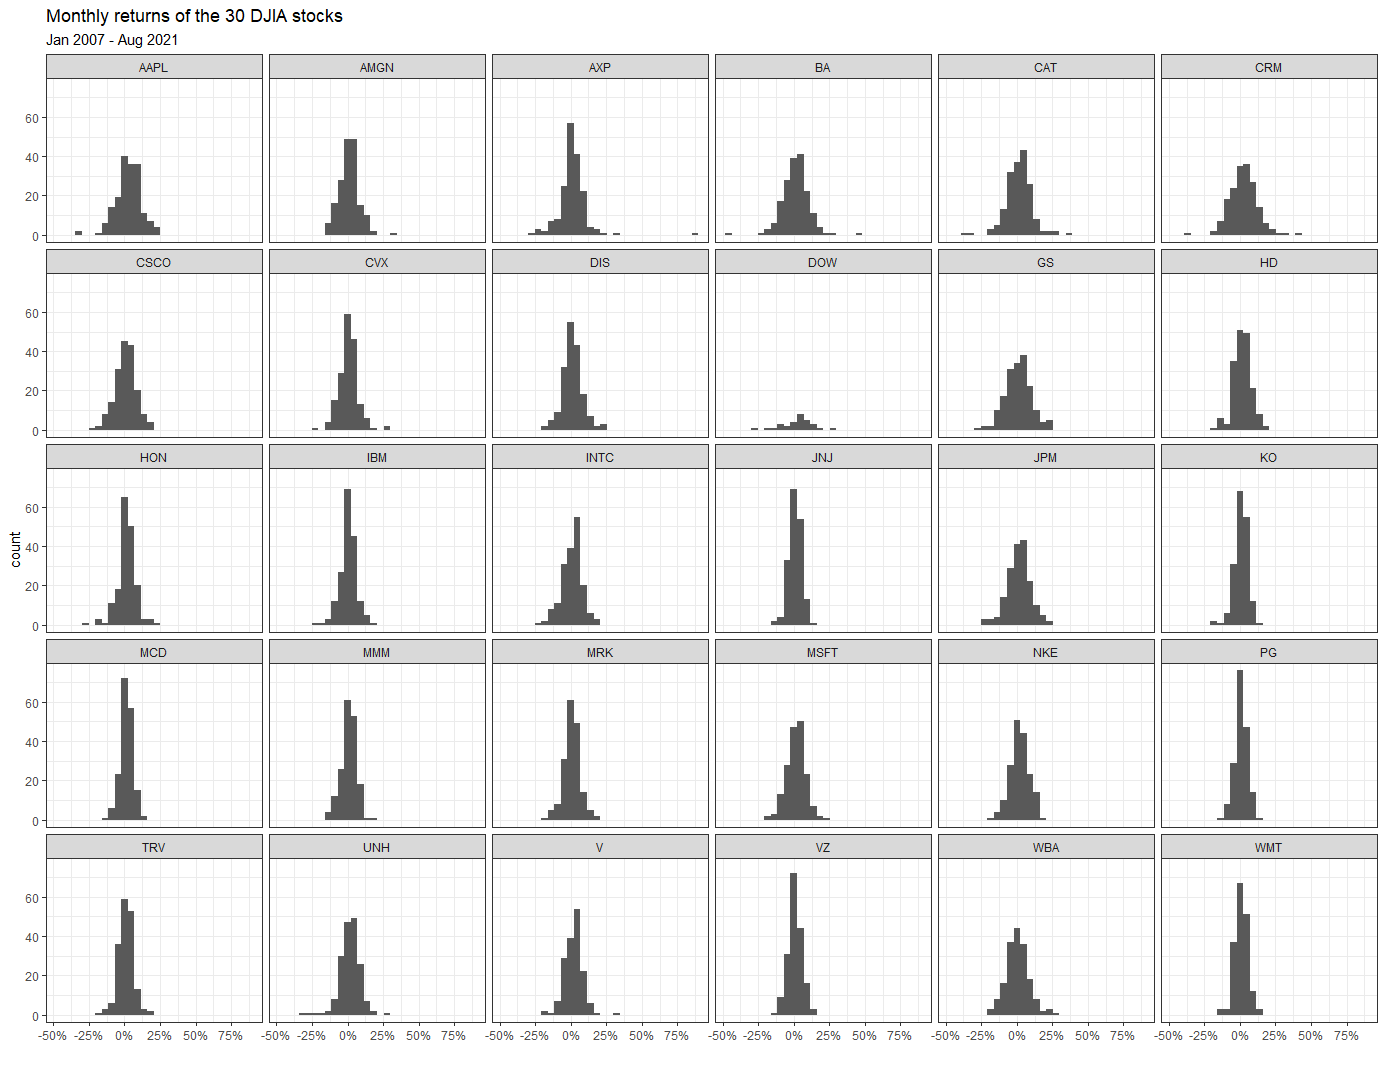 Monthly returns of the 30 DJIA stocks
Jan 2007 - Aug 2021
AAPL AMGN AXP BA CAT CRM
60
40
20
0
CSCO CVX DIS DOW GS HD
60
40
20
0
HON IBM INTC JNJ JPM KO
60
40
20
0
count
MCD MMM MRK MSFT NKE PG
60
40
20
0
TRV UNH V VZ WBA WMT
60
40
20
0
-50% -25% 0% 25% 50% 75% -50% -25% 0% 25% 50% 75% -50% -25% 0% 25% 50% 75% -50% -25% 0% 25% 50% 75% -50% -25% 0% 25% 50% 75% -50% -25% 0% 25% 50% 75%